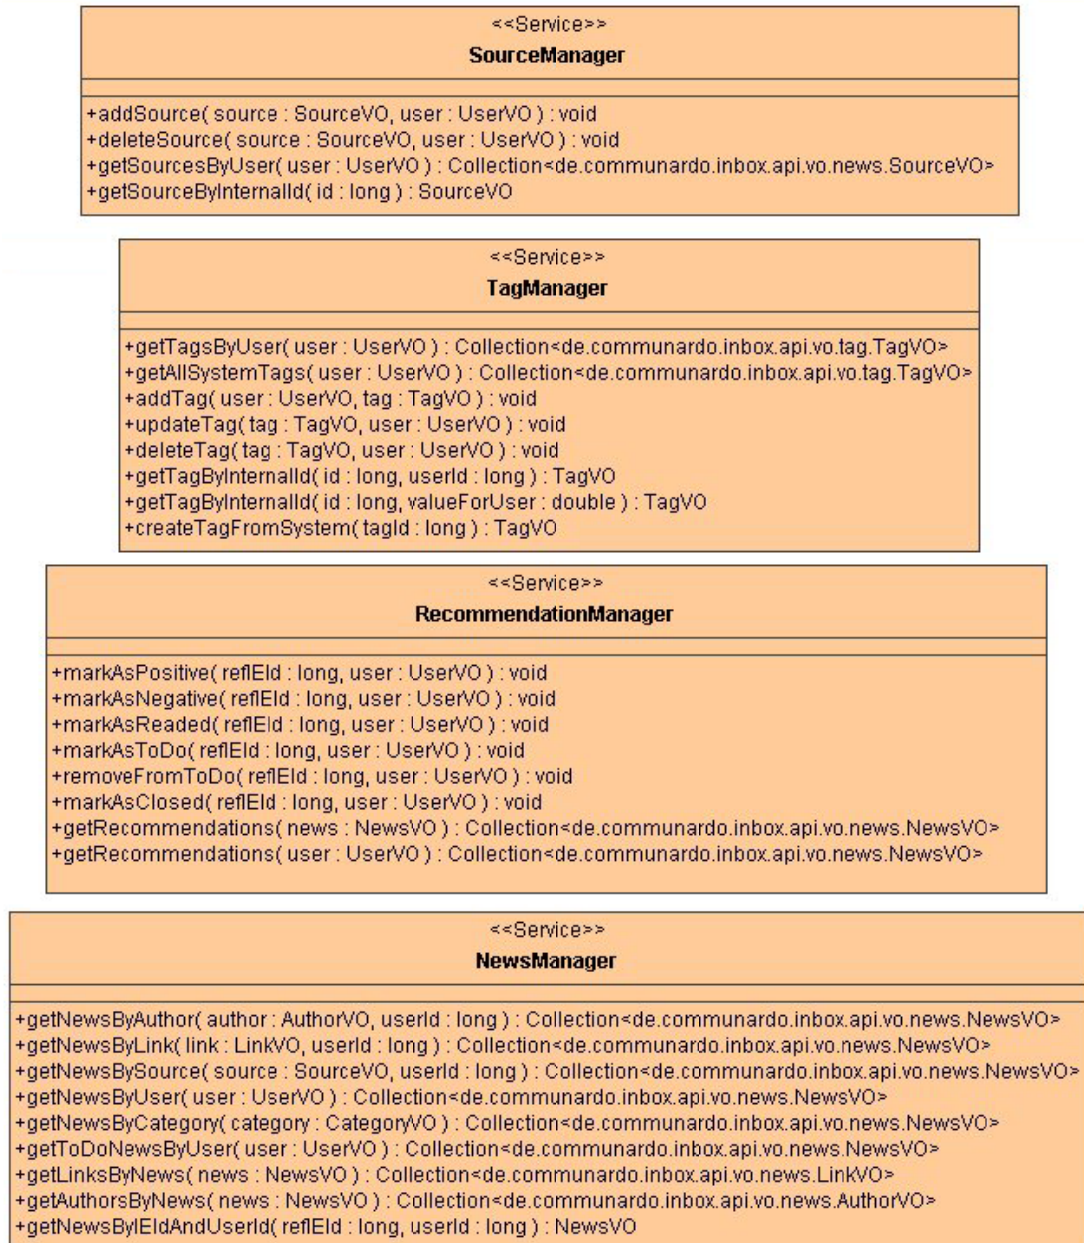 <<Service>>
SourceManager
+addSource( source : SourceVO, user : UserVO ) : void
+deleteSource( source : SourceVO, user : UserVO ) : void
+getSourcesByUser( user : UserVO ) : Collection<de.communardo.inbox.api.vo.news.SourceVO>
+getSourceByInternalId( id : long ) : SourceVO
<<Service>>
TagManager
+getTagsByUser( user : UserVO ) : Collection<de.communardo.inbox.api.vo.tag.TagVO>
+getAllSystemTags( user : UserVO ) : Collection<de.communardo.inbox.api.vo.tag.TagVO>
+addTag( user : UserVO, tag : TagVO ) : void
+updateTag( tag : TagVO, user : UserVO ) : void
+deleteTag( tag : TagVO, user : UserVO ) : void
+getTagByInternalId( id : long, userId : long ) : TagVO
+getTagByInternalId( id : long, valueForUser : double ) : TagVO
+createTagFromSystem( tagId : long ) : TagVO
<<Service>>
RecommendationManager
+markAsPositive( refIEId : long, user : UserVO ) : void
+markAsNegative( refIEId : long, user : UserVO ) : void
+markAsReaded( refIEId : long, user : UserVO ) : void
+markAsToDo( refIEId : long, user : UserVO ) : void
+removeFromToDo( refIEId : long, user : UserVO ) : void
+markAsClosed( refIEId : long, user : UserVO ) : void
+getRecommendations( news : NewsVO ) : Collection<de.communardo.inbox.api.vo.news.NewsVO>
+getRecommendations( user : UserVO ) : Collection<de.communardo.inbox.api.vo.news.NewsVO>
<<Service>>
NewsManager
+getNewsByAuthor( author : AuthorVO, userId : long ) : Collection<de.communardo.inbox.api.vo.news.NewsVO>
+getNewsByLink( link : LinkVO, userId : long ) : Collection<de.communardo.inbox.api.vo.news.NewsVO>
+getNewsBySource( source : SourceVO, userId : long ) : Collection<de.communardo.inbox.api.vo.news.NewsVO>
+getNewsByUser( user : UserVO ) : Collection<de.communardo.inbox.api.vo.news.NewsVO>
+getNewsByCategory( category : CategoryVO ) : Collection<de.communardo.inbox.api.vo.news.NewsVO>
+getToDoNewsByUser( user : UserVO ) : Collection<de.communardo.inbox.api.vo.news.NewsVO>
+getLinksByNews( news : NewsVO ) : Collection<de.communardo.inbox.api.vo.news.LinkVO>
+getAuthorsByNews( news : NewsVO ) : Collection<de.communardo.inbox.api.vo.news.AuthorVO>
+getNewsByIEIdAndUserId( refIEId : long, userId : long ) : NewsVO